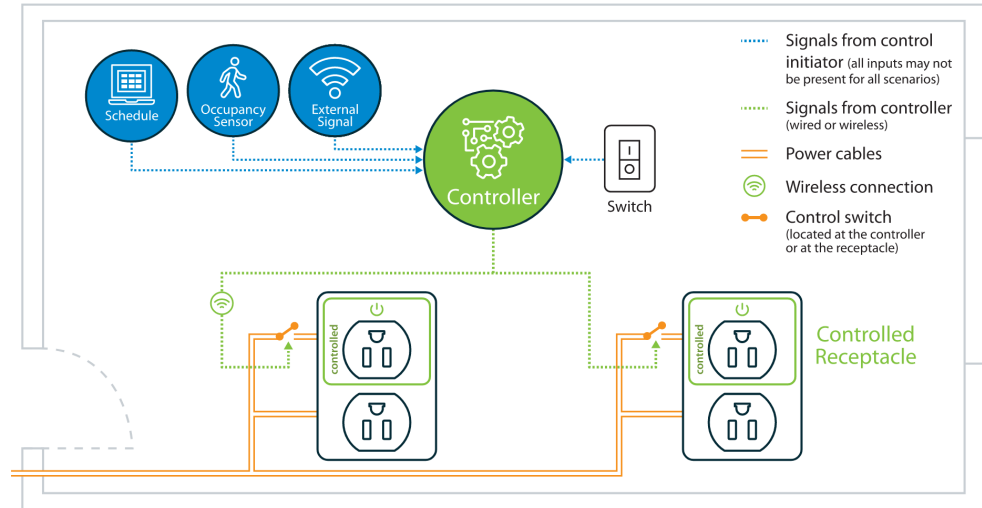 Schedule
Occupancy
Sensor
External
Signal
Controller
Switch
Signals from control
initiator (all inputs may not
be present for all scenarios)
Signals from controller
(wired or wireless)
Power cables
Wireless connection
Control switch
(located at the controller
or at the receptacle)
controlled
controlled
Controlled
Receptacle